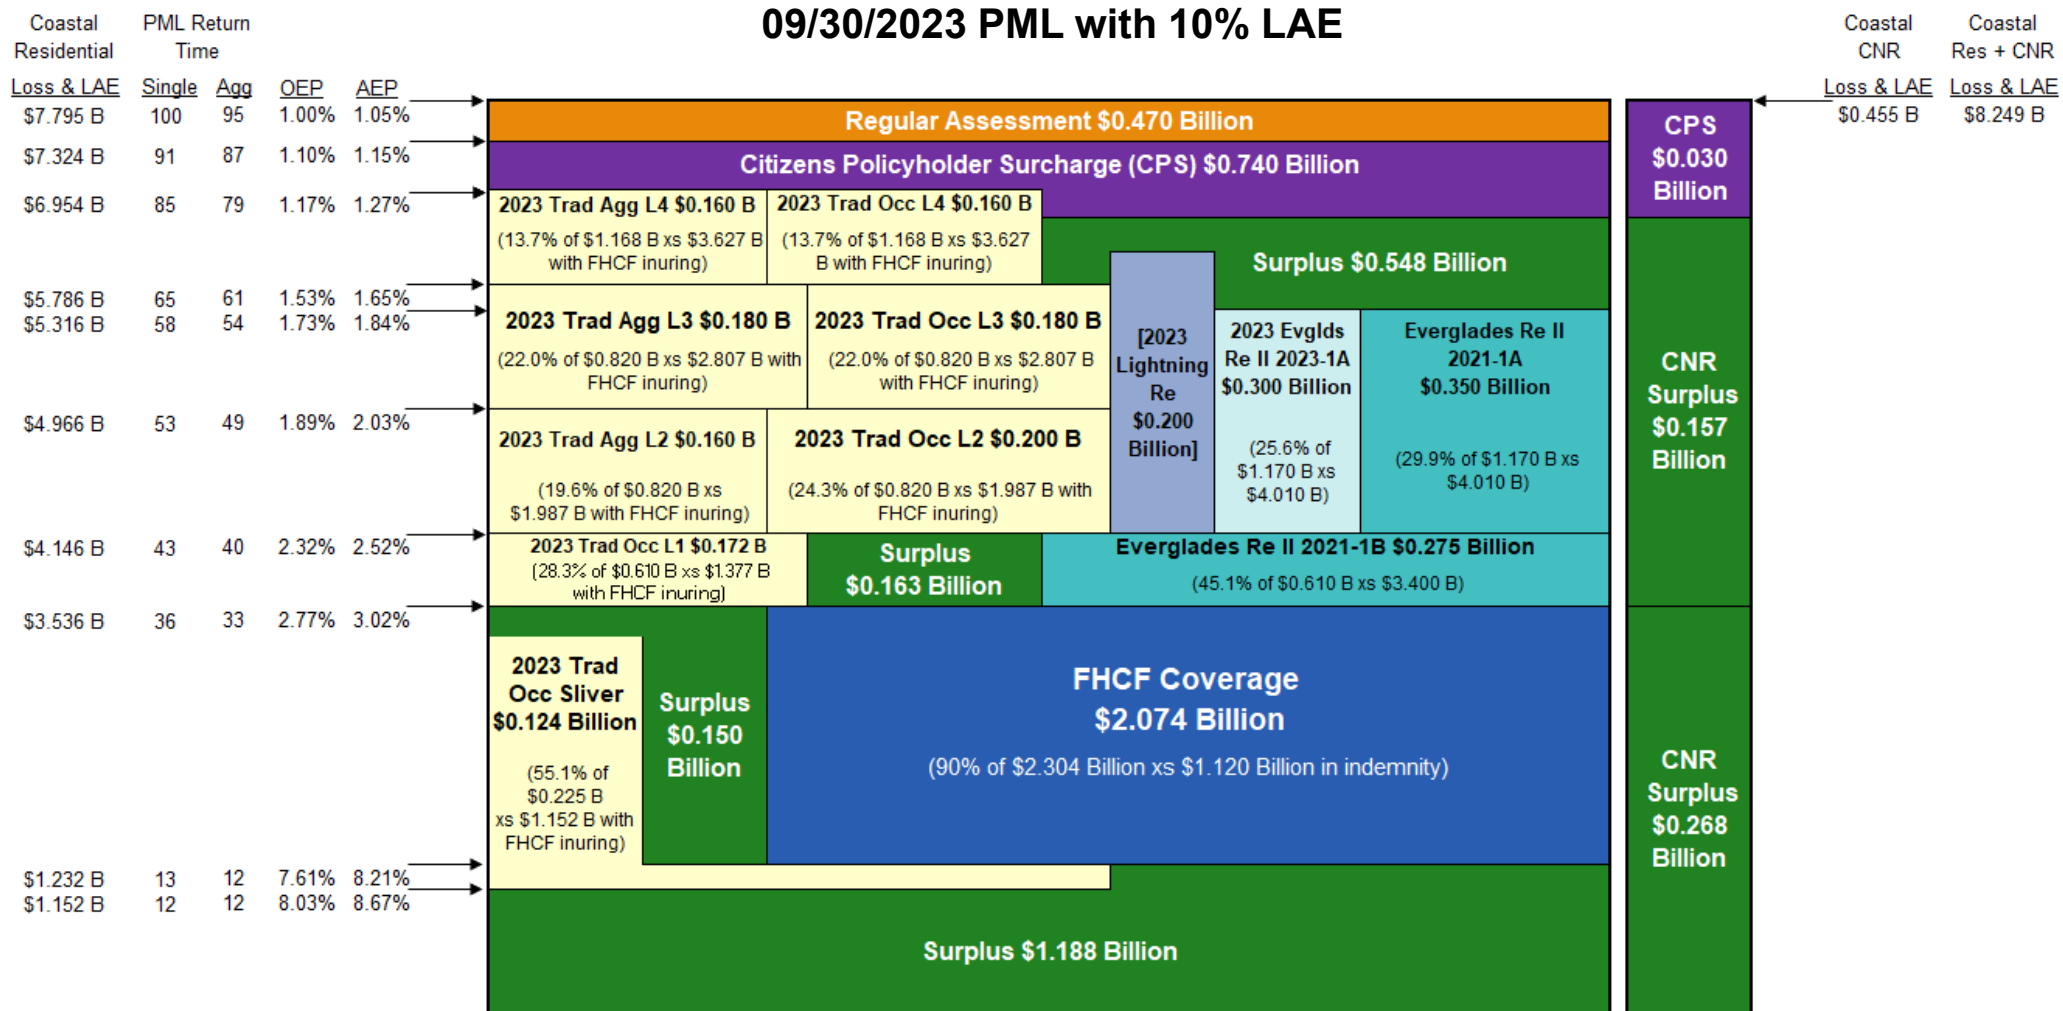 09/30/2023 PML with 10% LAE
Coastal
Residential
Loss & LAE
PML Return
Time
Single Agg OEP AEP
$7.795 B 100 95 1.00% 1.05%
$7.324 B 91 87 1.10% 1.15%
$6.954 B 85 79 1.17% 1.27%
$5.786 B 65 61 1.53% 1.65%
$5.316 B 58 54 1.73% 1.84%
$4.966 B 53 49 1.89% 2.03%
$4.146 B 43 40 2.32% 2.52%
$3.536 B 36 33 2.77% 3.02%
$1.232 B 13 12 7.61% 8.21%
$1.152 B 12 12 8.03% 8.67%
Regular Assessment $0.470 Billion
Citizens Policyholder Surcharge (CPS) $0.740 Billion
2023 Trad Agg L4 $0.160 B
(13.7% of $1.168 B xs $3.627 B
with FHCF inuring)
2023 Trad Occ L4 $0.160 B
(13.7% of $1.168 B xs $3.627
B with FHCF inuring)
Surplus $0.548 Billion
2023 Trad Agg L3 $0.180 B
(22.0% of $0.820 B xs $2.807 B with
FHCF inuring)
2023 Trad Occ L3 $0.180 B
(22.0% of $0.820 B xs $2.807 B
with FHCF inuring)
[2023
Lightning
Re
$0.200
Billion]
2023 Evglds
Re II 2023-1A
$0.300 Billion
(25.6% of
$1.170 B xs
$4.010 B)
Everglades Re II
2021-1A
$0.350 Billion
(29.9% of $1.170 B xs
$4.010 B)
2023 Trad Agg L2 $0.160 B
(19.6% of $0.820 B xs
$1.987 B with FHCF inuring)
2023 Trad Occ L2 $0.200 B
(24.3% of $0.820 B xs $1.987 B with
FHCF inuring)
2023 Trad Occ L1 $0.172 B
(28.3% of $0.610 B xs $1.377 B
with FHCF inuring)
Surplus
$0.163 Billion
Everglades Re II 2021-1B $0.275 Billion
(45.1% of $0.610 B xs $3.400 B)
2023 Trad
Occ Sliver
$0.124 Billion
(55.1% of
$0.225 B
xs $1.152 B with
FHCF inuring)
Surplus
$0.150
Billion
FHCF Coverage
$2.074 Billion
(90% of $2.304 Billion xs $1.120 Billion in indemnity)
Surplus $1.188 Billion
CPS
$0.030
Billion
CNR
Surplus
$0.157
Billion
CNR
Surplus
$0.268
Billion
Coastal
CNR
Loss & LAE
$0.455 B
Coastal
Res + CNR
Loss & LAE
$8.249 B